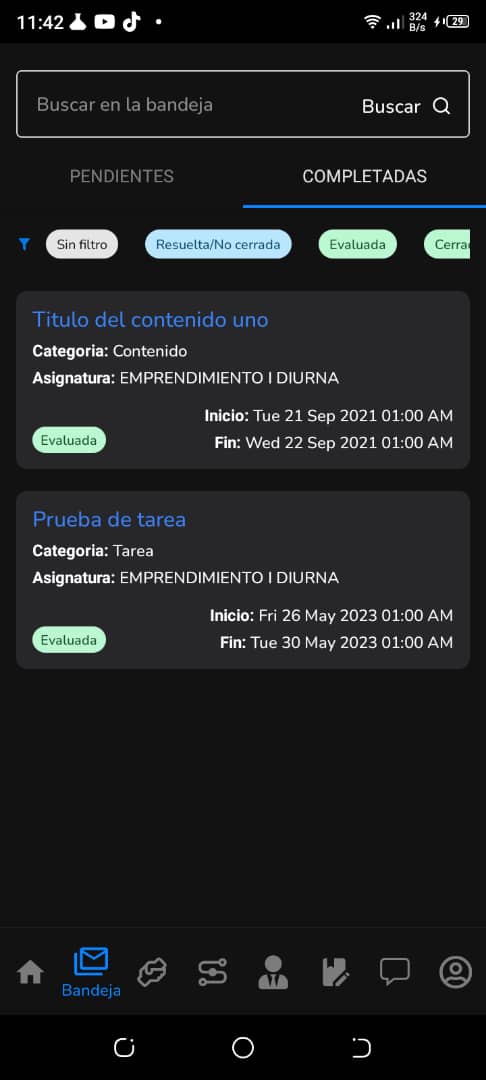 11:42
324
B/s
29
Buscar en la bandeja
Buscar
PENDIENTES
COMPLETADAS
Sin filtro
Resuelta/No cerrada
Evaluada
Cerra
Titulo del contenido uno
Categoria: Contenido
Asignatura: EMPRENDIMIENTO I DIURNA
Inicio: Tue 21 Sep 2021 01:00 AM
Evaluada
Fin: Wed 22 Sep 2021 01:00 AM
Prueba de tarea
Categoria: Tarea
Asignatura: EMPRENDIMIENTO I DIURNA
Inicio: Fri 26 May 2023 01:00 AM
Evaluada
Fin: Tue 30 May 2023 01:00 AM
Bandeja